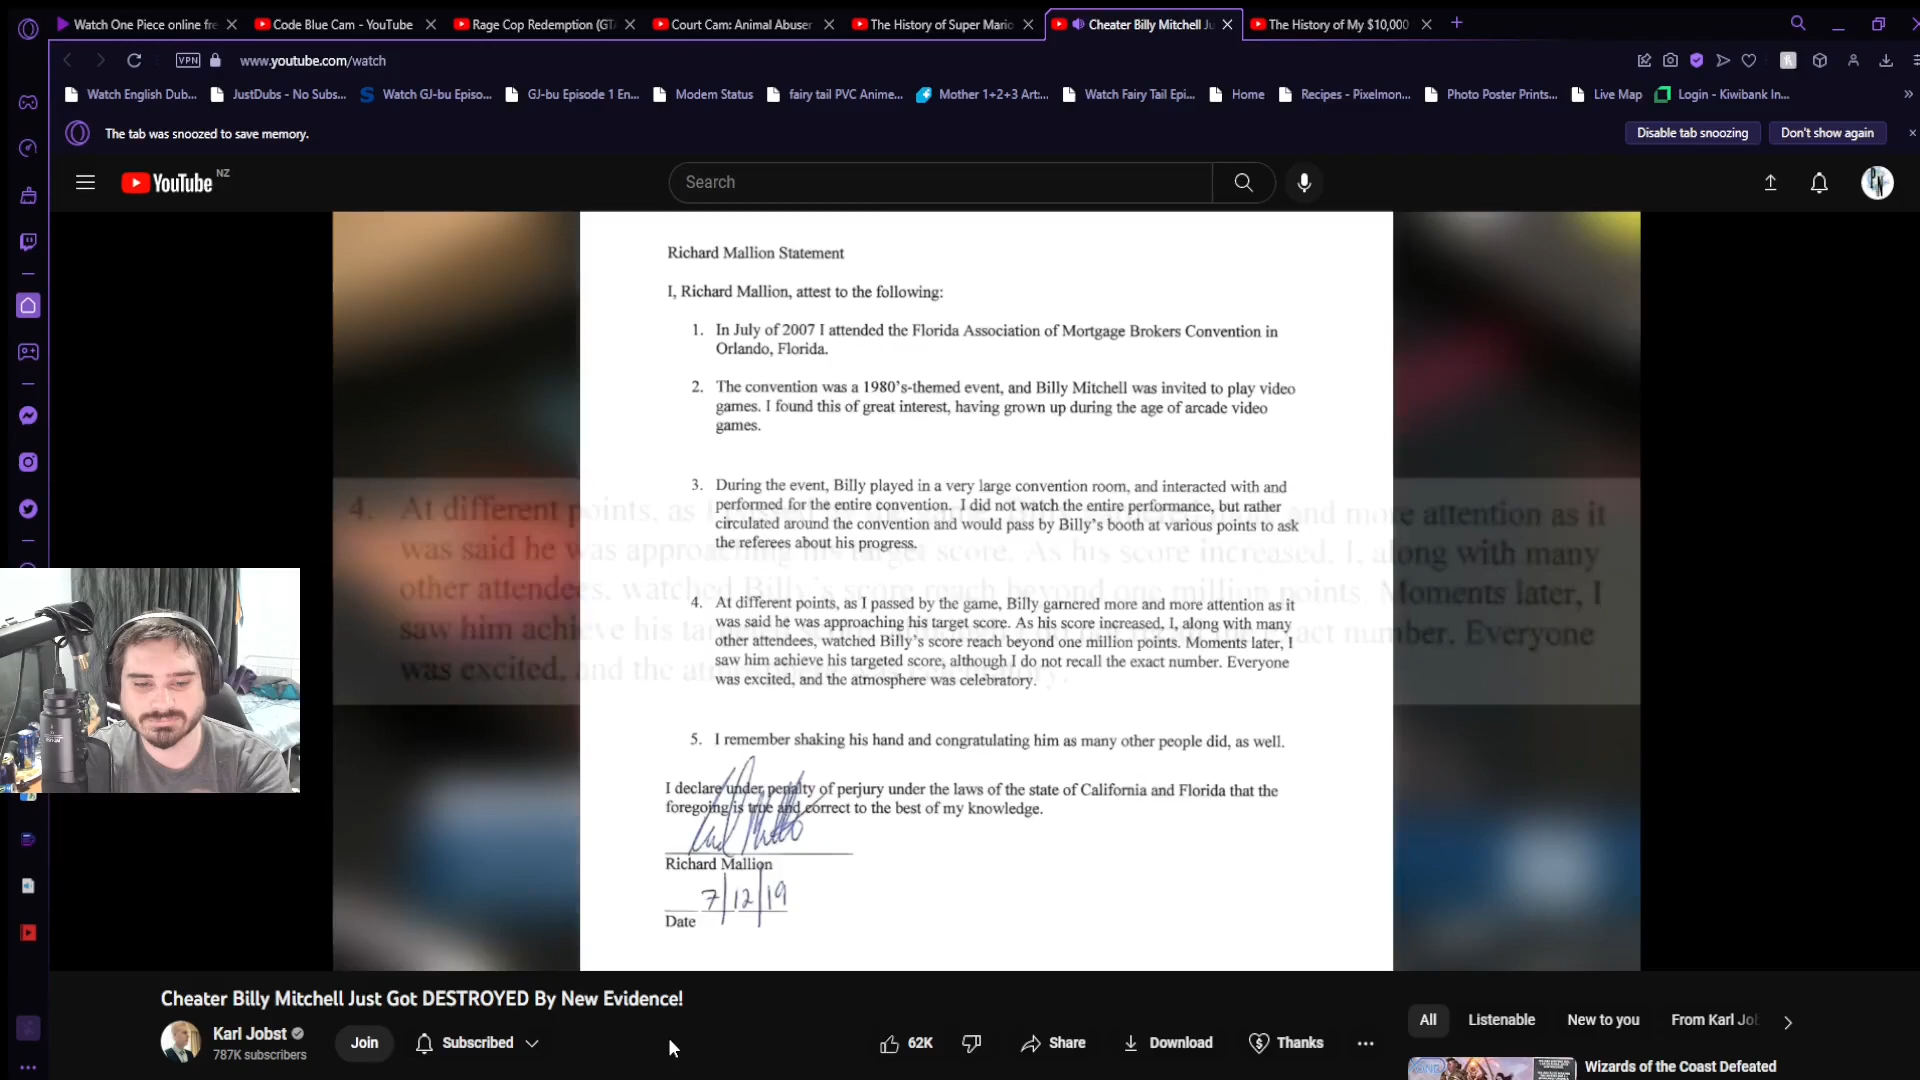 Watch One Piece online fre
Code Blue Cam - YouTube
Rage Cop Redemption (GT
Court Cam: Animal Abuser
The History of Super Mario
Cheater Billy Mitchell Ju
The History of My $10,000
VPN
www.youtube.com/watch
Watch English Dub...
JustDubs - No Subs...
Watch GJ-bu Episo...
GJ-bu Episode 1 En...
Modem Status
fairy tail PVC Anime...
Mother 1+2+3 Art:...
Watch Fairy Tail Epi...
Home
Recipes - Pixelmon...
Photo Poster Prints...
Live Map
Login - Kiwibank In...
The tab was snoozed to save memory.
Disable tab snoozing
Don't show again
YouTube NZ
Search
Richard Mallion Statement
I, Richard Mallion, attest to the following:
1. In July of 2007 I attended the Florida Association of Mortgage Brokers Convention in
Orlando, Florida.
2. The convention was a 1980's-themed event, and Billy Mitchell was invited to play video
games. I found this of great interest, having grown up during the age of arcade video
games.
3. During the event, Billy played in a very large convention room, and interacted with and
performed for the entire convention. I did not watch the entire performance, but rather
circulated around the convention and would pass by Billy's booth at various points to ask
the referees about his progress.
4. At different points, as I passed by the game, Billy garnered more and more attention as it
was said he was approaching his target score. As his score increased, I, along with many
other attendees, watched Billy's score reach beyond one million points. Moments later, I
saw him achieve his targeted score, although I do not recall the exact number. Everyone
was excited, and the atmosphere was celebratory.
5. I remember shaking his hand and congratulating him as many other people did, as well.
I declare under penalty of perjury under the laws of the state of California and Florida that the
foregoing is true and correct to the best of my knowledge.
Richard Mallion
7/12/19
Date
Cheater Billy Mitchell Just Got DESTROYED By New Evidence!
Karl Jobst
787K subscribers
Join
Subscribed
62K
Share
Download
Thanks
All
Listenable
New to you
From Karl Jo
Wizards of the Coast Defeated